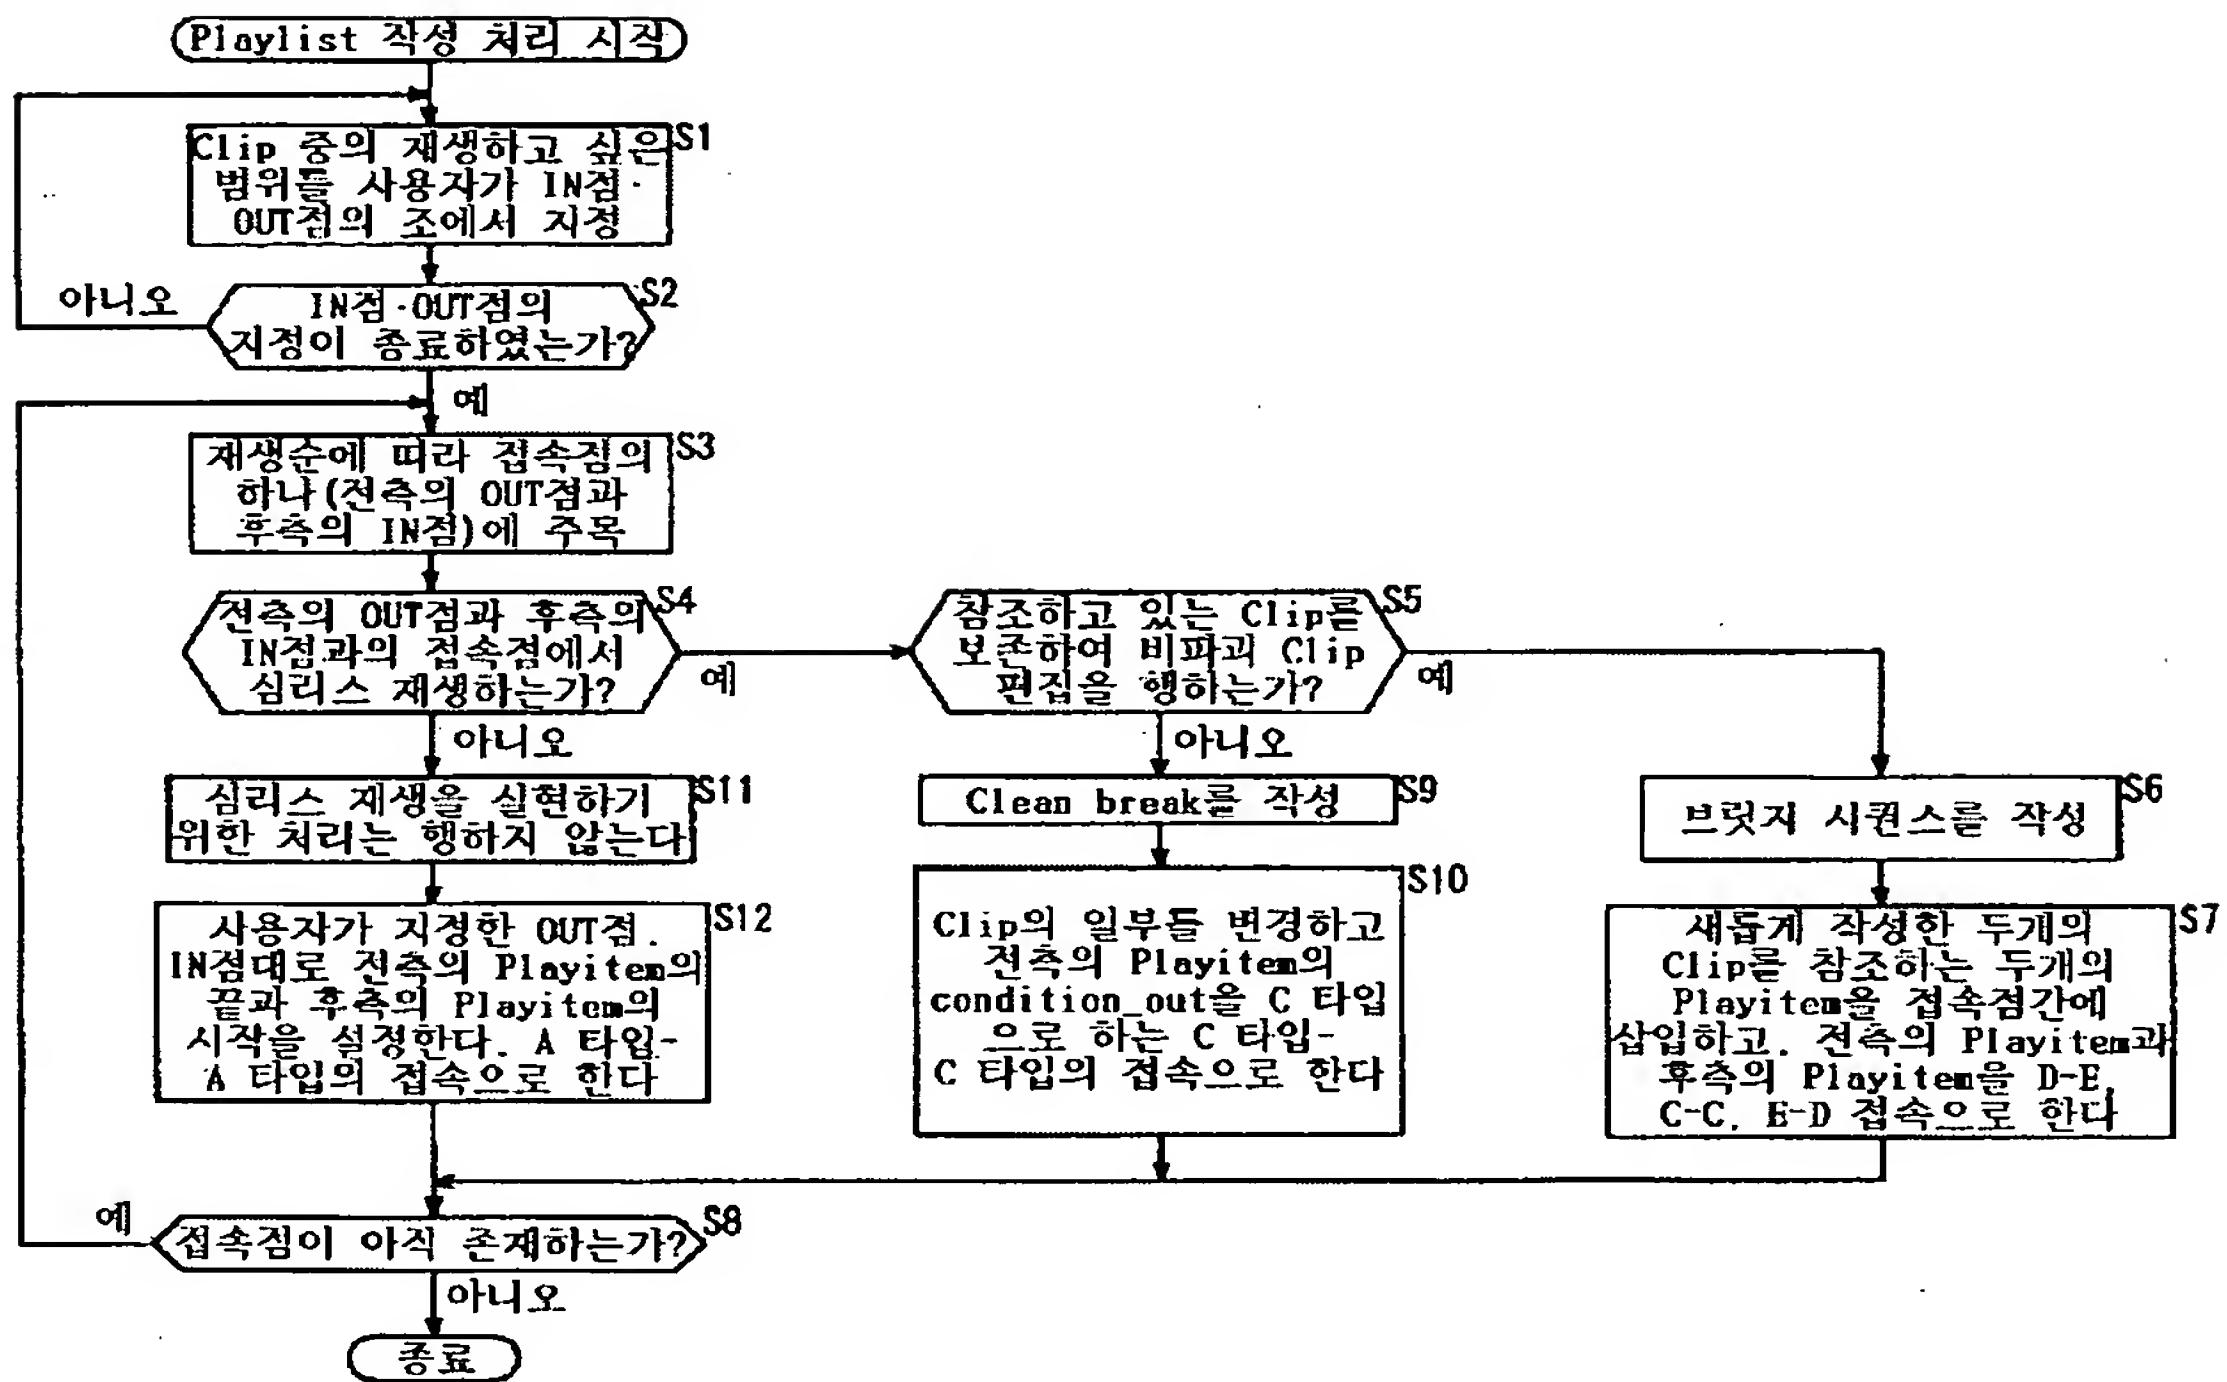 Playlist 작성 처리 시작
S1
Clip 중의 재생하고 싶은
범위들 사용자가 IN점·
OUT점의 조에서 지정
S2
IN점·OUT점의
지정이 종료하였는가?
아니오
예
S3
재생순에 따라 접속점의
하나(전측의 OUT점과
후측의 IN점)에 주목
S4
전측의 OUT점과 후측의
IN점과의 접속점에서
심리스 재생하는가?
예
아니오
S5
참조하고 있는 Clip를
보존하여 비파괴 Clip
편집을 행하는가?
예
아니오
S11
심리스 재생을 실현하기
위한 처리는 행하지 않는다
S9
Clean break를 작성
S6
브릿지 시퀀스를 작성
S12
사용자가 지정한 OUT점.
IN점대로 전측의 Playitem의
끝과 후측의 Playitem의
시작을 설정한다. A 타입-
A 타입의 접속으로 한다
S10
Clip의 일부들 변경하고
전측의 Playitem의
condition_out을 C 타입
으로 하는 C 타입-
C 타입의 접속으로 한다
S7
새롭게 작성한 두개의
Clip를 참조하는 두개의
Playitem을 접속점간에
삽입하고. 전측의 Playitem과
후측의 Playitem을 D-E.
C-C. E-D 접속으로 한다
S8
접속점이 아직 존재하는가?
예
아니오
종료